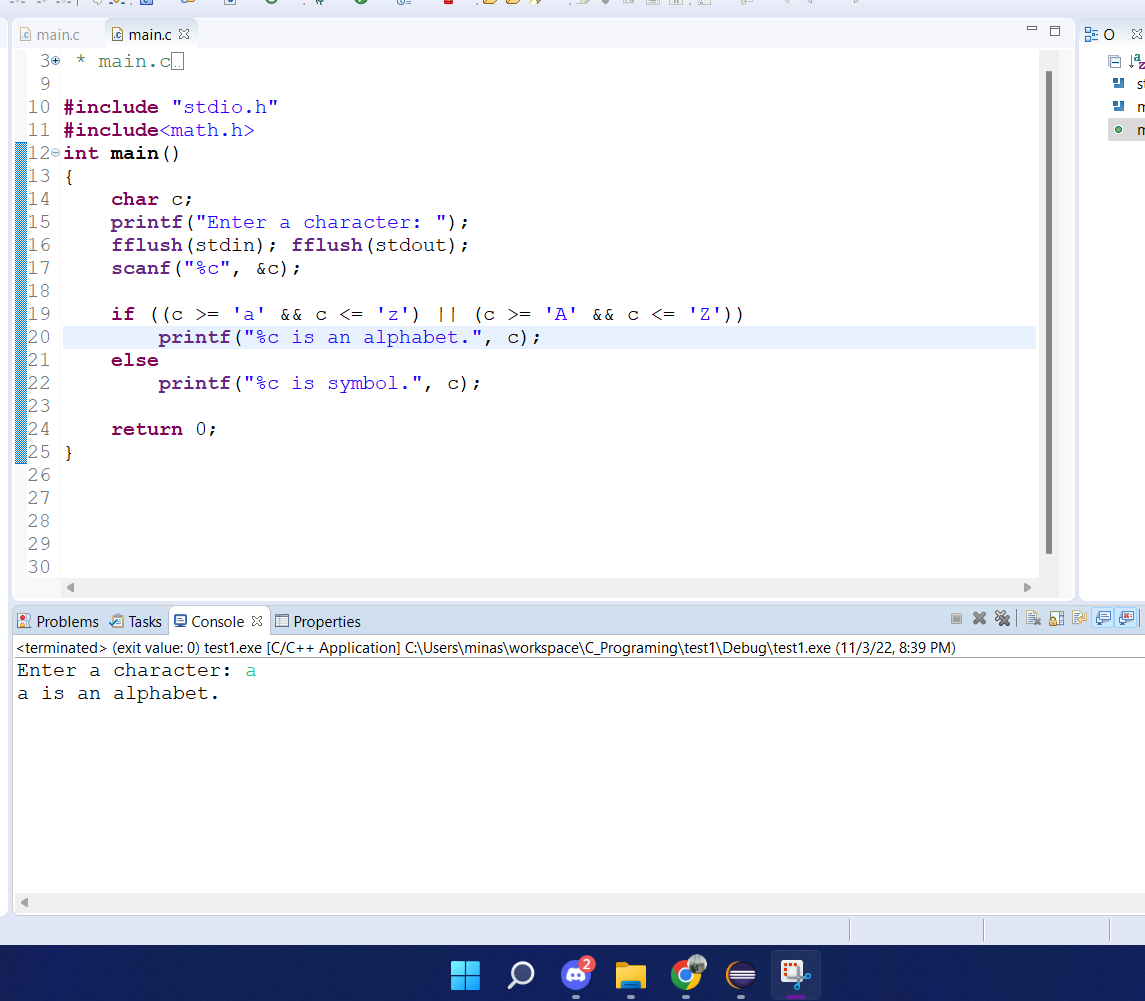 main.c main.c O
3 * main.c
9
10 #include "stdio.h"
11 #include<math.h>
12 int main()
13 {
14 char c;
15 printf("Enter a character: ");
16 fflush(stdin); fflush(stdout);
17 scanf("%c", &c);
18
19 if ((c >= 'a' && c <= 'z') || (c >= 'A' && c <= 'Z'))
20 printf("%c is an alphabet.", c);
21 else
22 printf("%c is symbol.", c);
23
24 return 0;
25 }
26
27
28
29
30
Problems Tasks Console Properties
<terminated> (exit value: 0) test1.exe [C/C++ Application] C:\Users\minas\workspace\C_Programing\test1\Debug\test1.exe (11/3/22, 8:39 PM)
Enter a character: a
a is an alphabet.
2